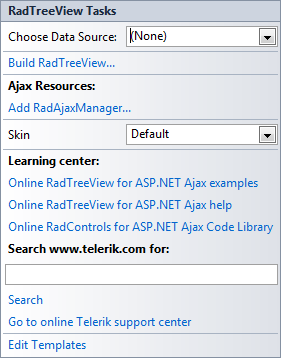 RadTreeView Tasks
Choose Data Source: (None)
Build RadTreeView...
Ajax Resources:
Add RadAjaxManager...
Skin Default
Learning center:
Online RadTreeView for ASP.NET Ajax examples
Online RadTreeView for ASP.NET Ajax help
Online RadControls for ASP.NET Ajax Code Library
Search www.telerik.com for:
Search
Go to online Telerik support center
Edit Templates